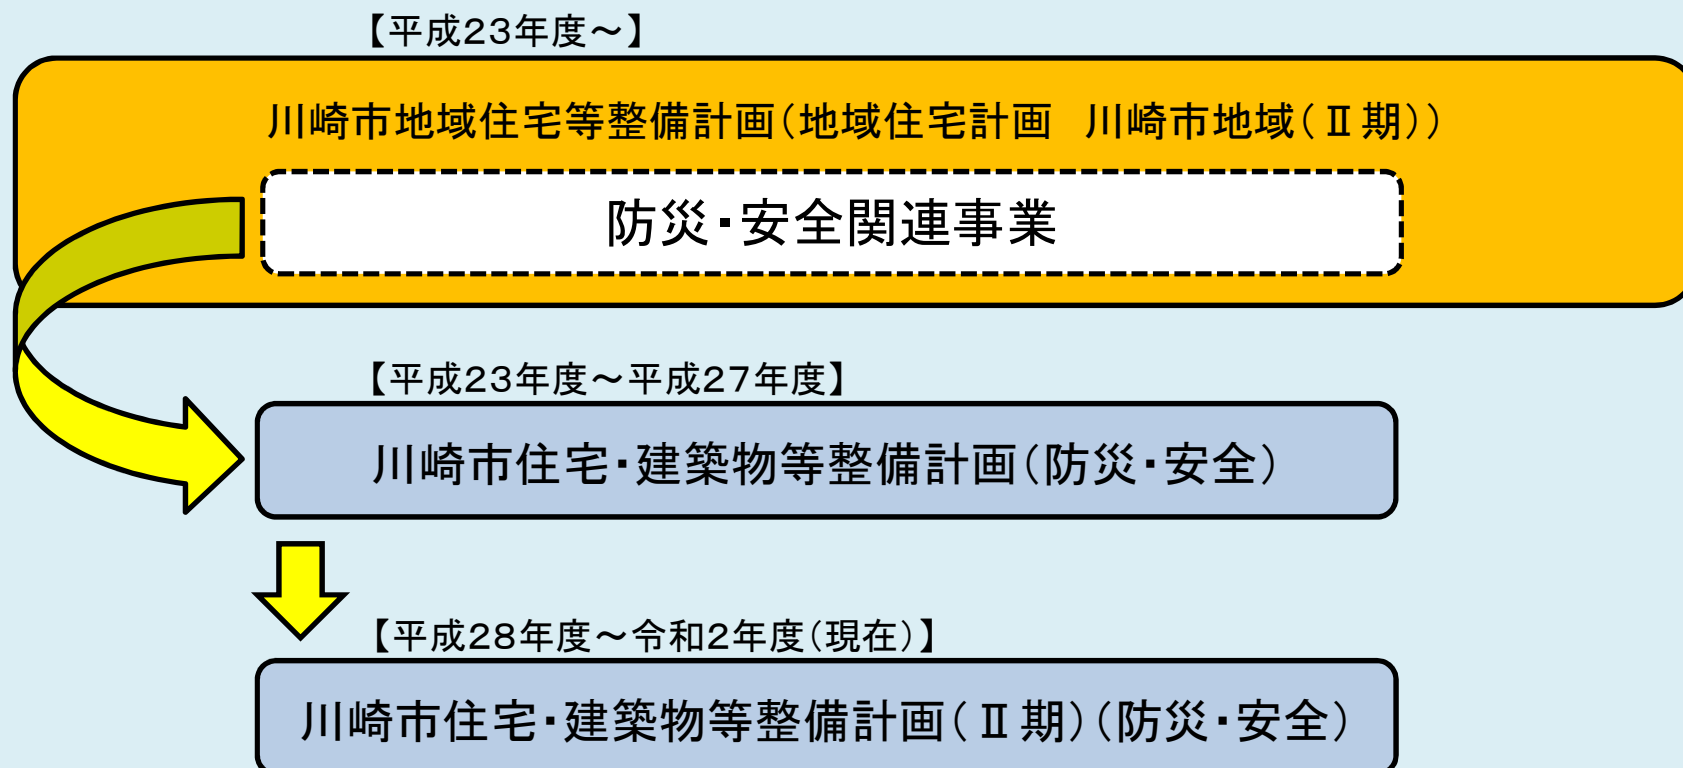 【平成23年度～】
川崎市地域住宅等整備計画(地域住宅計画　川崎市地域(Ⅱ期))
防災・安全関連事業
【平成23年度～平成27年度】
川崎市住宅・建築物等整備計画(防災・安全)
【平成28年度～令和2年度(現在)】
川崎市住宅・建築物等整備計画(Ⅱ期)(防災・安全)